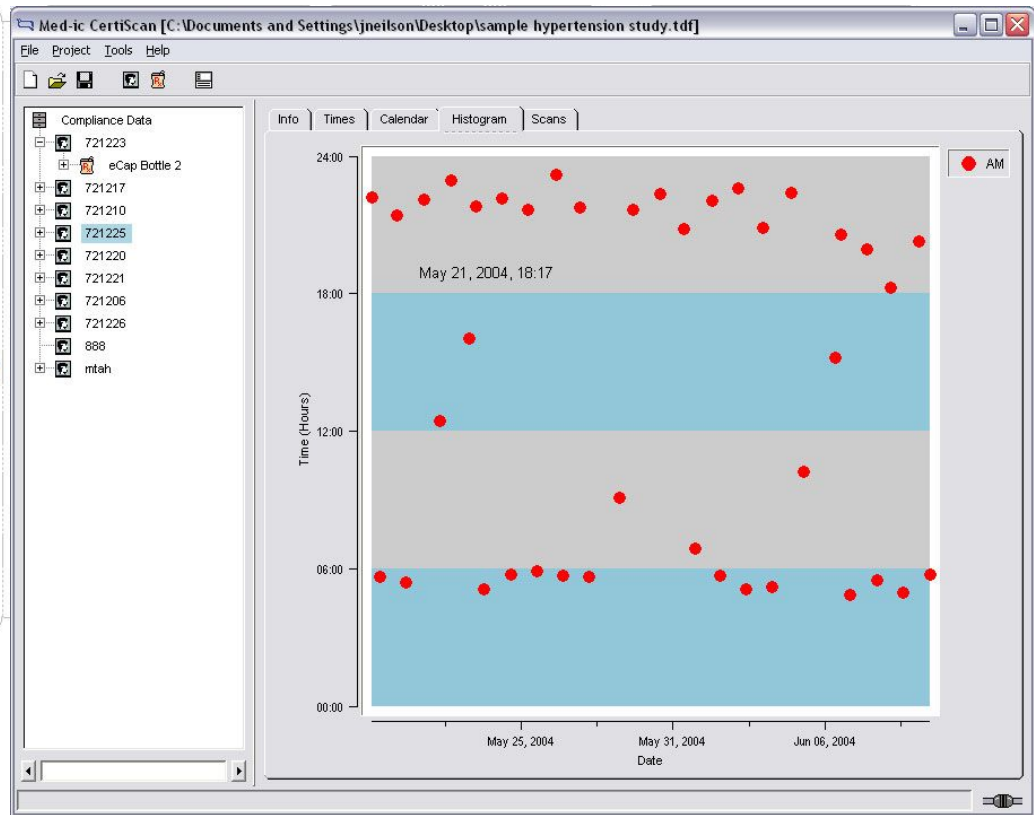 Med-ic CertiScan [C:\Documents and Settings\jneilson\Desktop\sample hypertension study.tdf]
File Project Tools Help
Compliance Data
721223
eCap Bottle 2
721217
721210
721225
721220
721221
721206
721226
888
mtah
Info Times Calendar Histogram Scans
AM
24:00
May 21, 2004, 18:17
18:00
12:00
06:00
00:00
Time (Hours)
May 25, 2004 May 31, 2004 Jun 06, 2004
Date